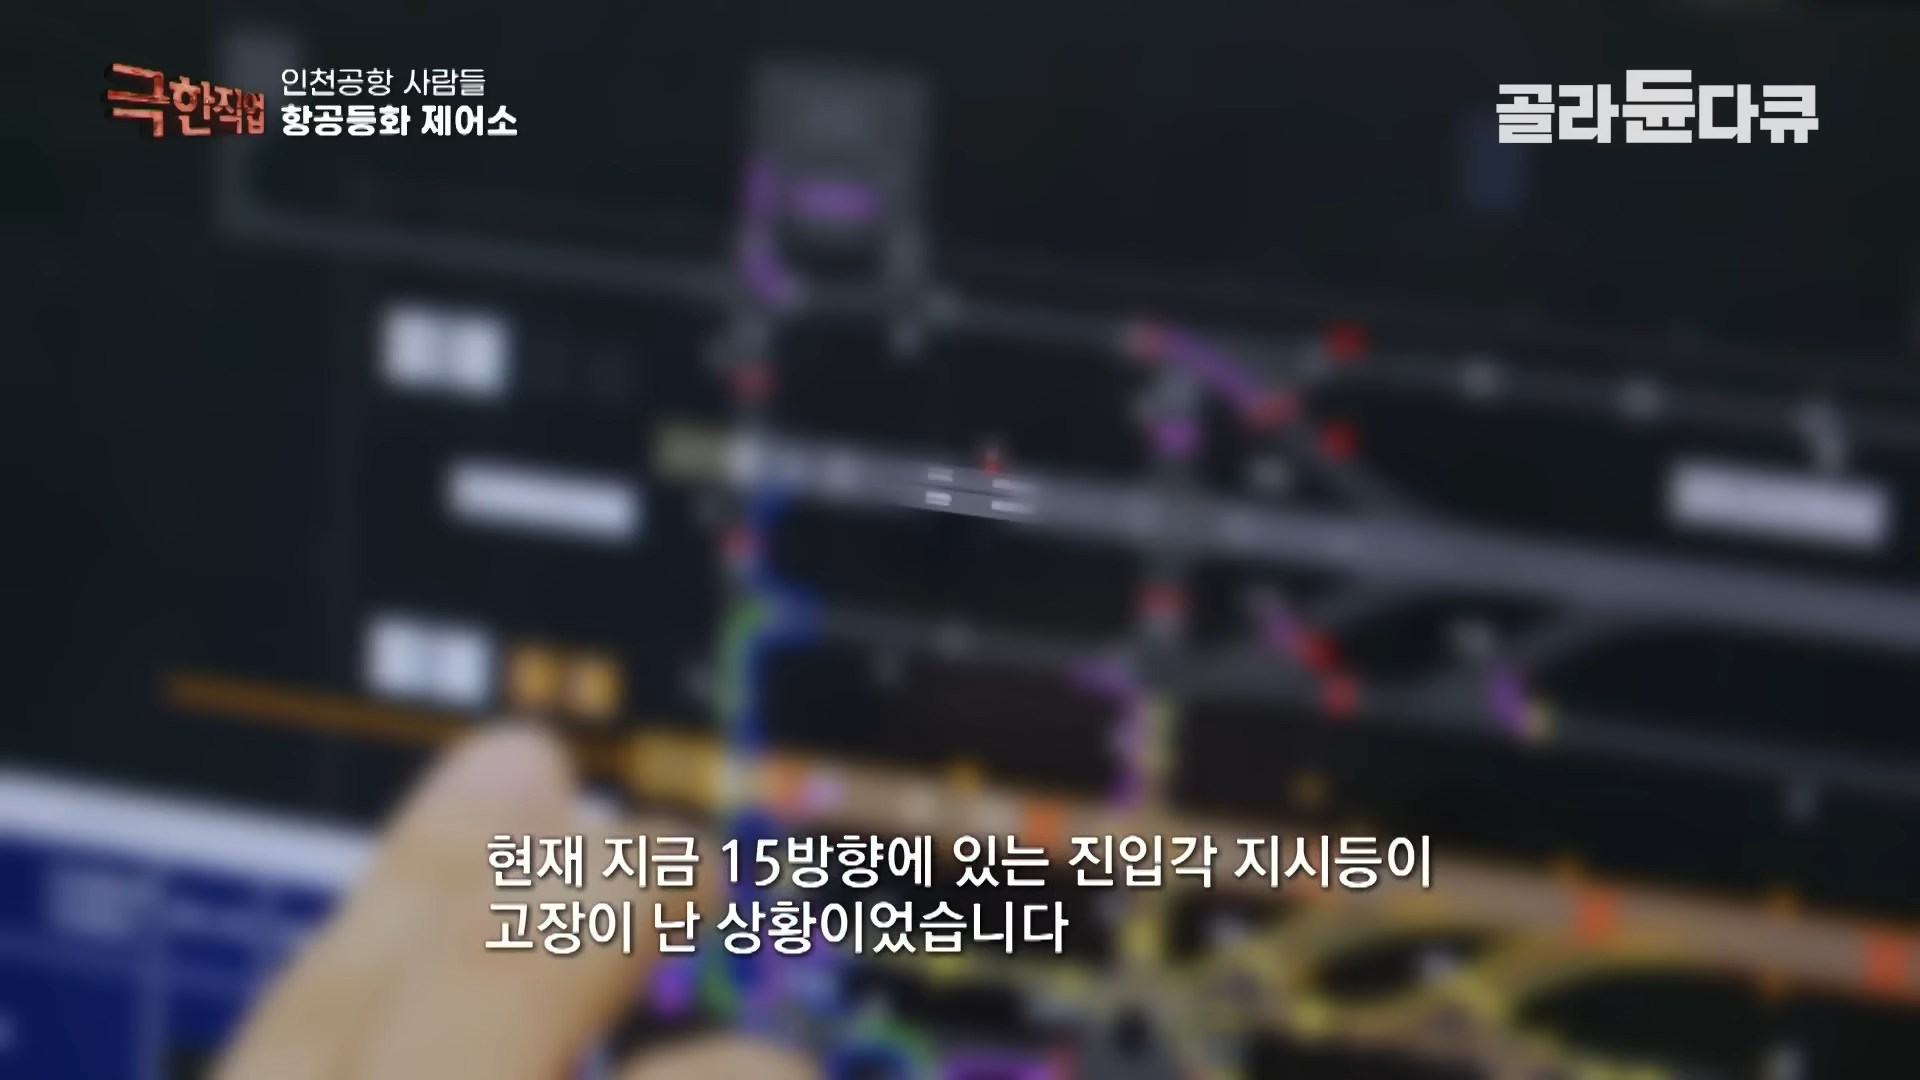 극한직업
인천공항 사람들
항공등화 제어소
골라듄다큐
현재 지금 15방향에 있는 진입각 지시등이
고장이 난 상황이었습니다